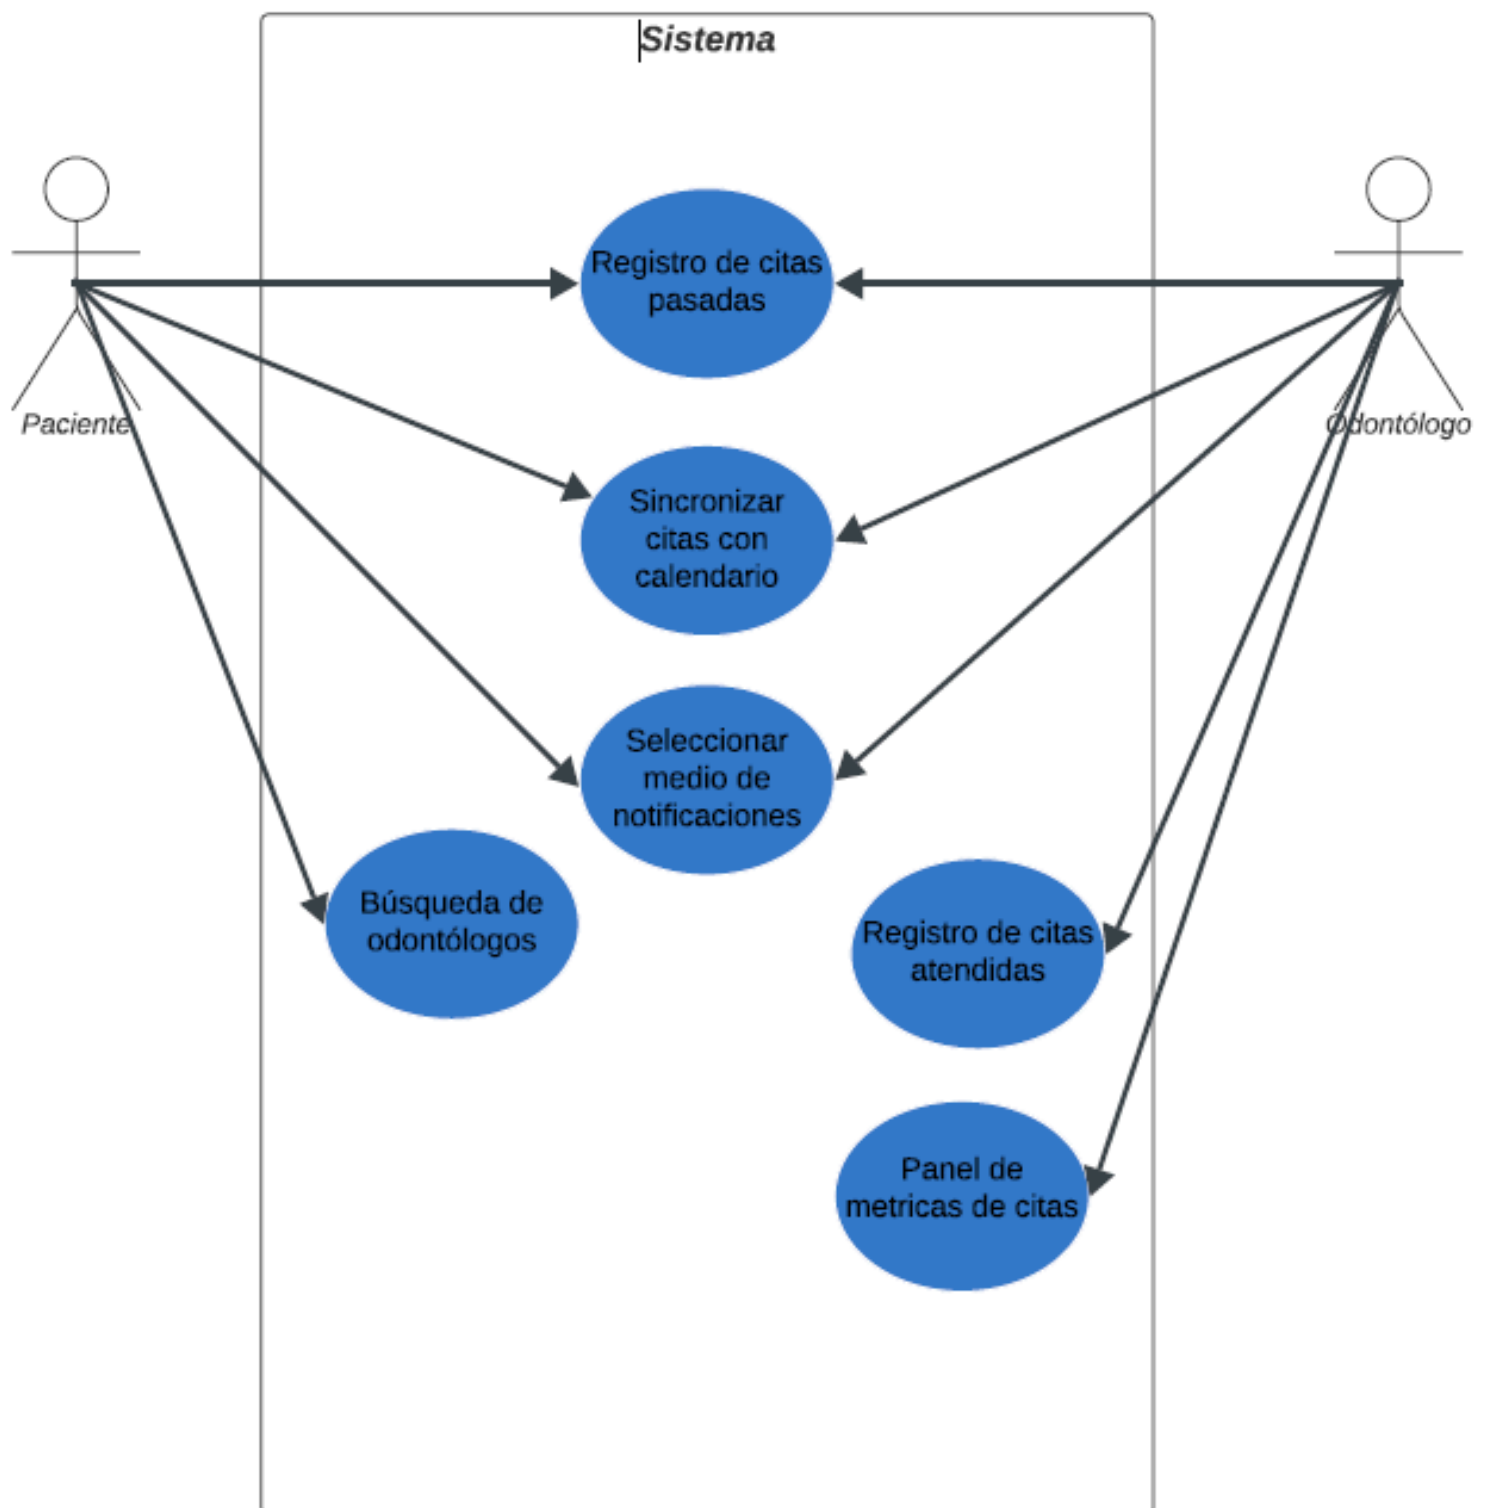 Sistema
Registro de citas
pasadas
Paciente
Odontólogo
Sincronizar
citas con
calendario
Seleccionar
medio de
notificaciones
Búsqueda de
odontólogos
Registro de citas
atendidas
Panel de
metricas de citas